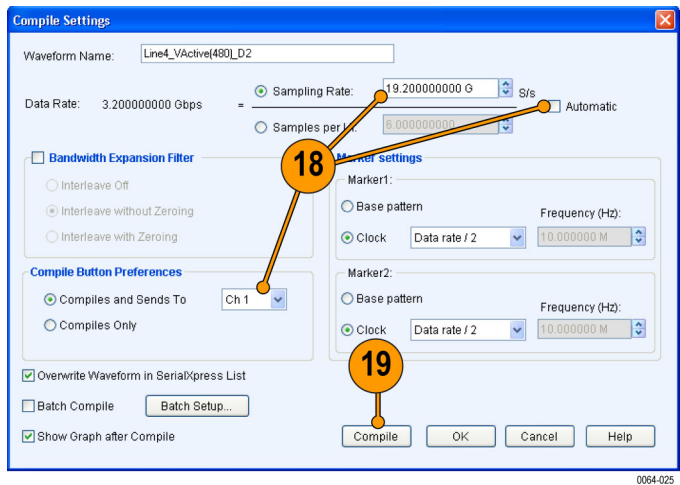 Compile Settings
Waveform Name: Line4_VActive(480)_D2
Data Rate: 3.200000000 Gbps = Sampling Rate: 19.200000000 G S/s
Automatic
Samples per 6.000000000
18
Bandwidth Expansion Filter
Interleave Off
Interleave without Zeroing
Interleave with Zeroing
Marker settings
Marker1:
Base pattern
Frequency (Hz):
Clock Data rate / 2 10.000000 M
Compile Button Preferences
Compiles and Sends To Ch 1
Compiles Only
Marker2:
Base pattern
Frequency (Hz):
Clock Data rate / 2 10.000000 M
19
Overwrite Waveform in SerialXpress List
Batch Compile Batch Setup...
Show Graph after Compile
Compile OK Cancel Help
0064-025